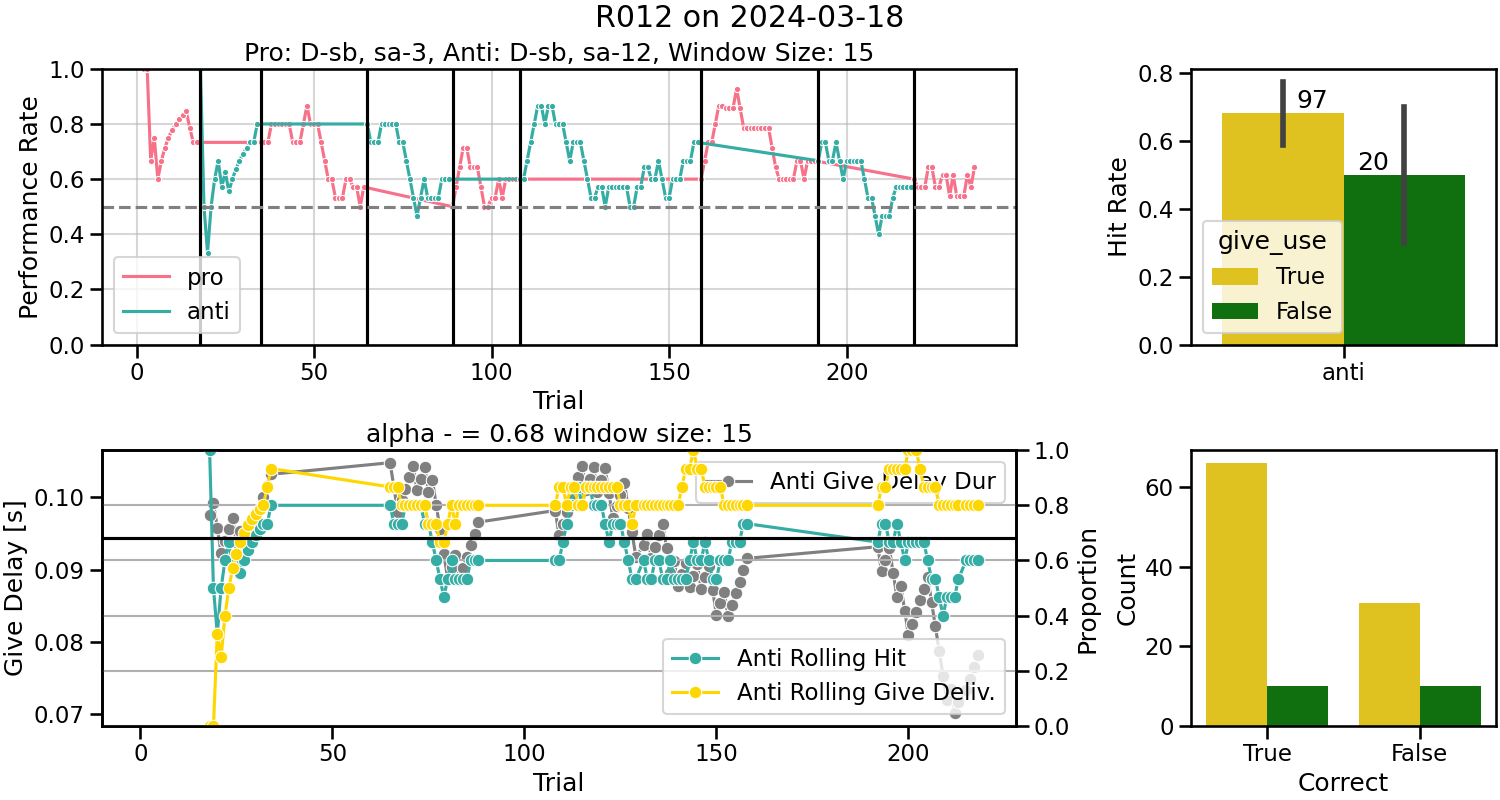 R012 on 2024-03-18
Pro: D-sb, sa-3, Anti: D-sb, sa-12, Window Size: 15
Performance Rate
1.0
0.8
0.6
0.4
0.2
0.0
pro
anti
0 50 100 150 200
Trial
Hit Rate
0.8
0.6
0.4
0.2
0.0
97
20
give_use
True
False
anti
alpha - = 0.68 window size: 15
Give Delay [s]
0.10
0.09
0.08
0.07
Anti Give Delay Dur
Anti Rolling Hit
Anti Rolling Give Deliv.
1.0
0.8
0.6
0.4
0.2
0.0
Proportion
0 50 100 150 200
Trial
Count
60
40
20
0
True False
Correct